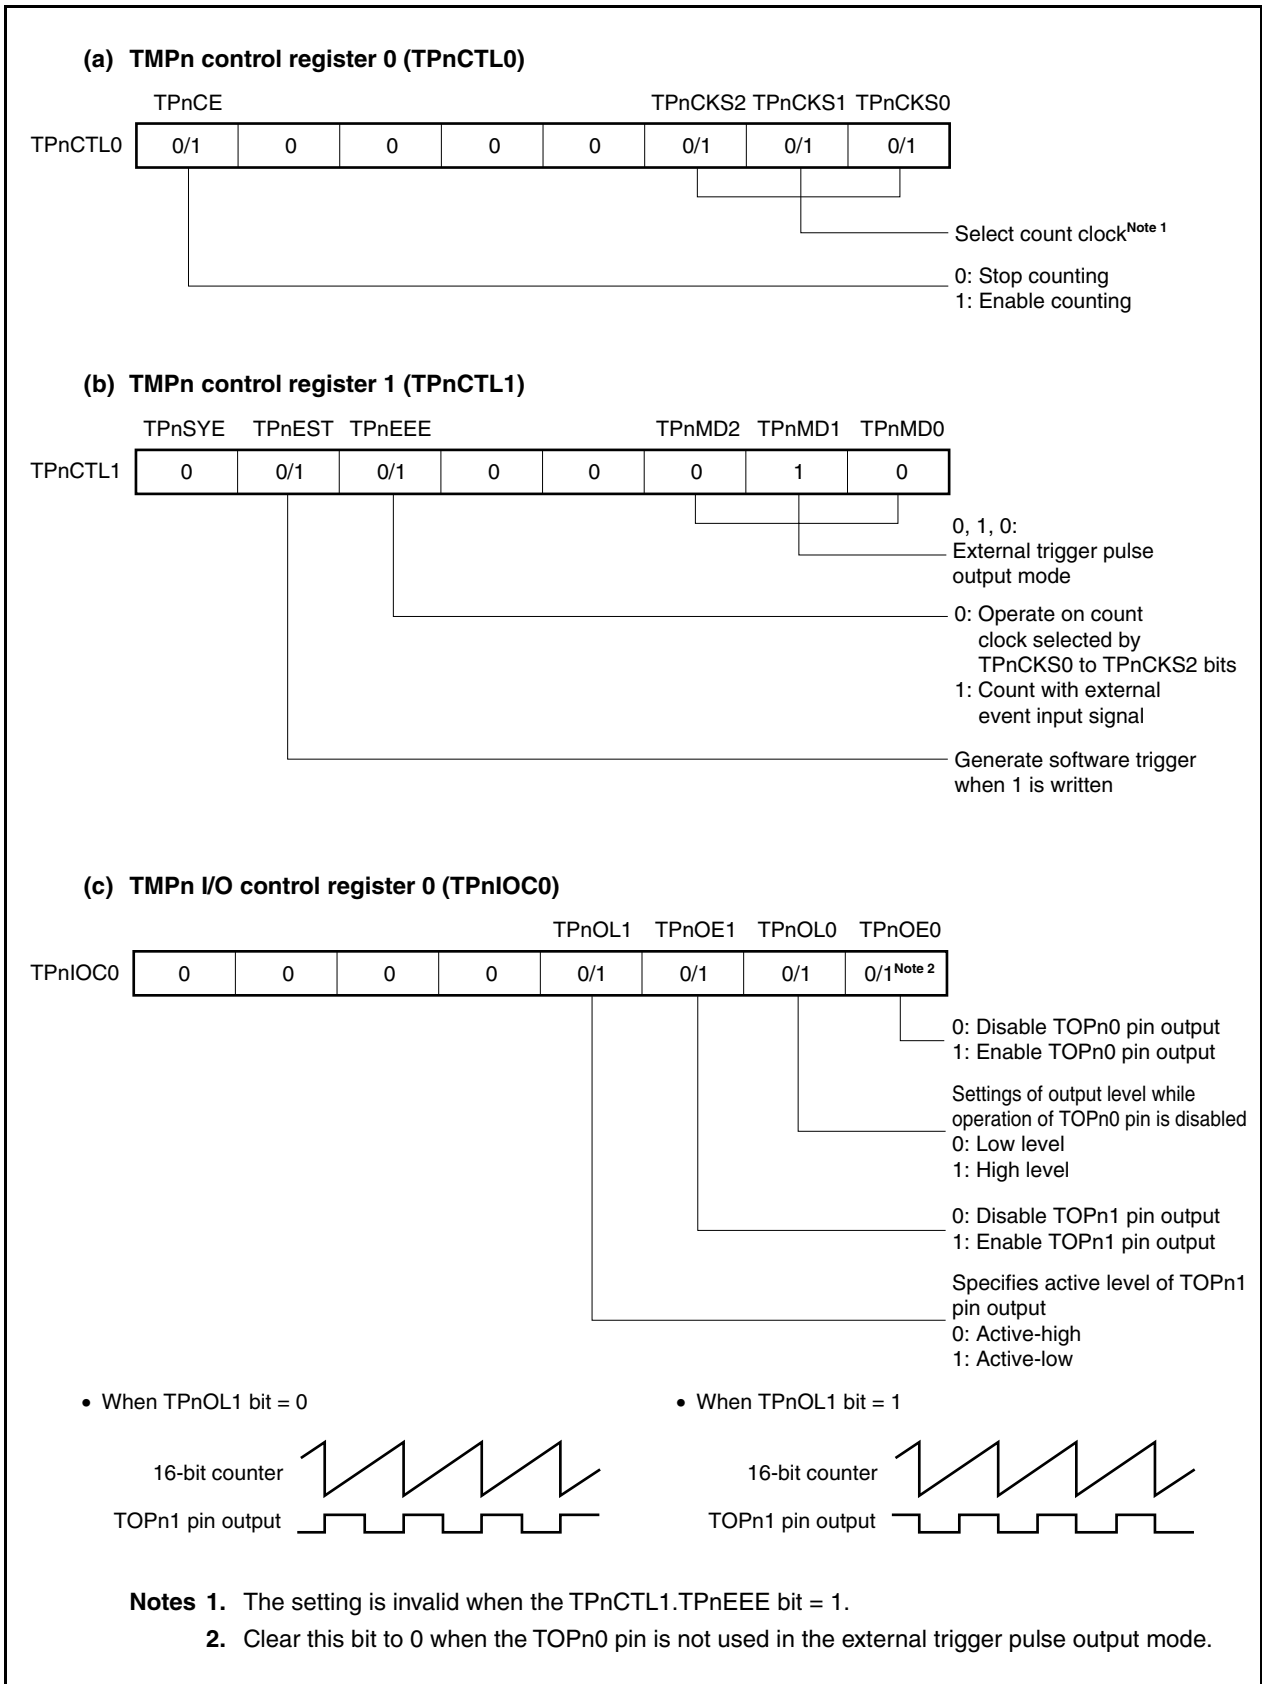 (a) TMPn control register 0 (TPnCTL0)
TPnCE TPnCKS2 TPnCKS1 TPnCKS0
TPnCTL0 0/1 0 0 0 0 0/1 0/1 0/1
Select count clock Note 1
0: Stop counting
1: Enable counting
(b) TMPn control register 1 (TPnCTL1)
TPnSYE TPnEST TPnEEE TPnMD2 TPnMD1 TPnMD0
TPnCTL1 0 0/1 0/1 0 0 0 1 0
0, 1, 0:
External trigger pulse
output mode
0: Operate on count
clock selected by
TPnCKS0 to TPnCKS2 bits
1: Count with external
event input signal
Generate software trigger
when 1 is written
(c) TMPn I/O control register 0 (TPnIOC0)
TPnOL1 TPnOE1 TPnOL0 TPnOE0
TPnIOC0 0 0 0 0 0/1 0/1 0/1 0/1 Note 2
0: Disable TOPn0 pin output
1: Enable TOPn0 pin output
Settings of output level while
operation of TOPn0 pin is disabled
0: Low level
1: High level
0: Disable TOPn1 pin output
1: Enable TOPn1 pin output
Specifies active level of TOPn1
pin output
0: Active-high
1: Active-low
• When TPnOL1 bit = 0
16-bit counter
TOPn1 pin output
• When TPnOL1 bit = 1
16-bit counter
TOPn1 pin output
Notes 1. The setting is invalid when the TPnCTL1.TPnEEE bit = 1.
2. Clear this bit to 0 when the TOPn0 pin is not used in the external trigger pulse output mode.